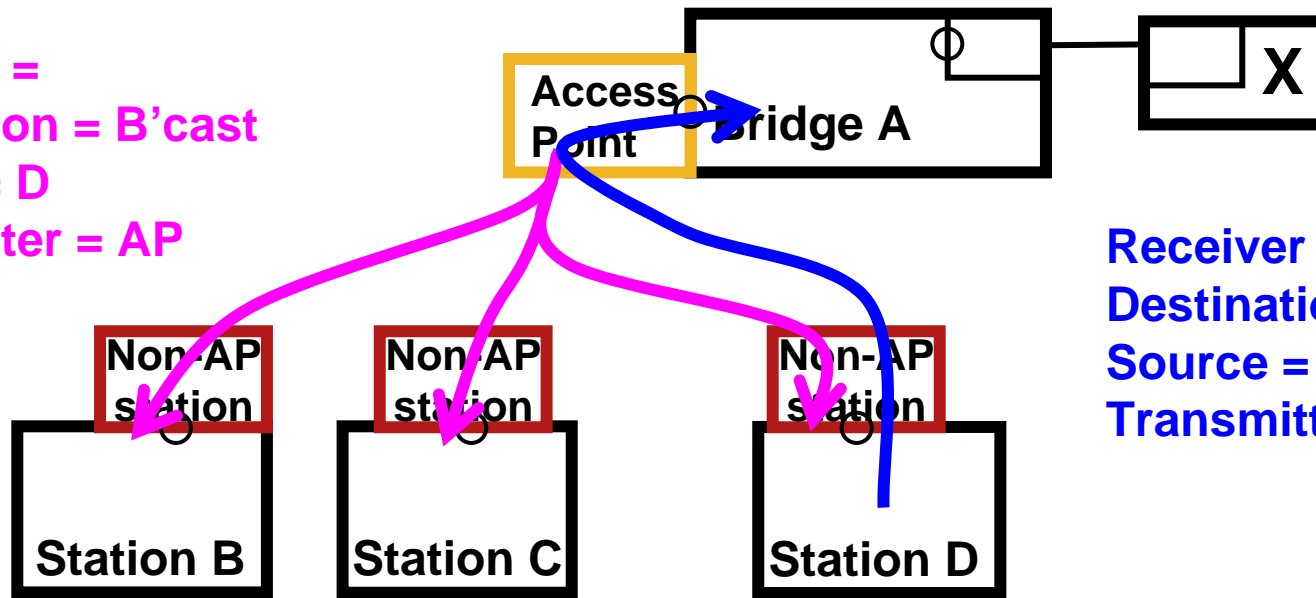 =
on = B’cast
= D
ter = AP
Access
Point
Bridge A
X
Receiver
Destinatio
Source =
Transmitt
Non-AP
station
Non-AP
station
Non-AP
station
Station B
Station C
Station D